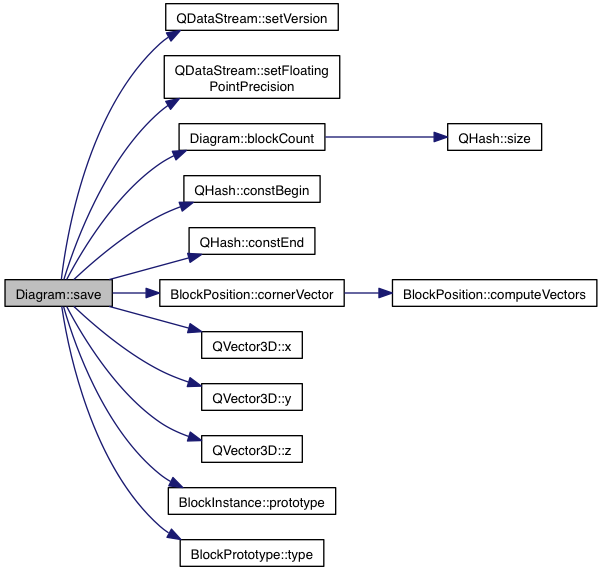 QDataStream::setVersion
QDataStream::setFloating
PointPrecision
Diagram::blockCount
QHash::size
QHash::constBegin
QHash::constEnd
Diagram::save
BlockPosition::cornerVector
BlockPosition::computeVectors
QVector3D::x
QVector3D::y
QVector3D::z
BlockInstance::prototype
BlockPrototype::type